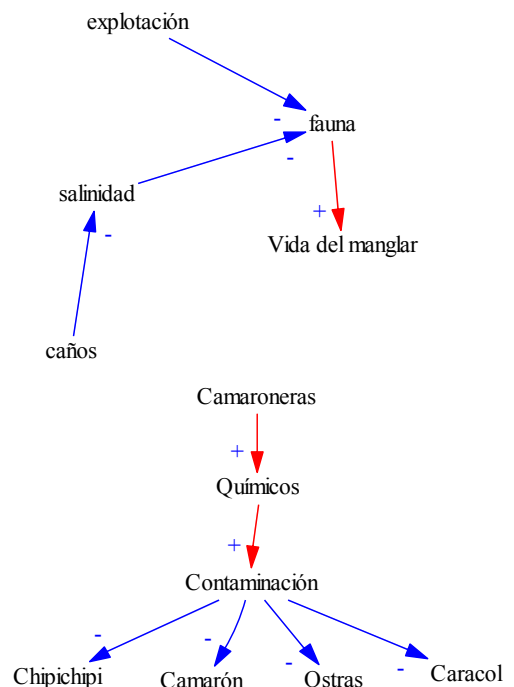 explotación
-
fauna
-
salinidad
+
-
Vida del manglar
caños
Camaroneras
+
Químicos
+
Contaminación
- - - -
Chipichipi Camarón Ostras Caracol